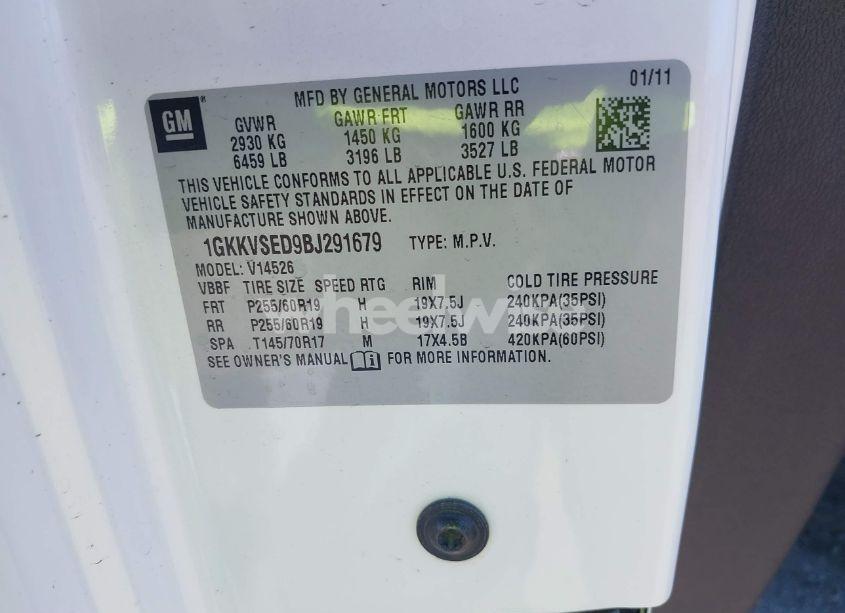 GM
MFD BY GENERAL MOTORS LLC 01/11
GVWR GAWR FRT GAWR RR
2930 KG 1450 KG 1600 KG
6459 LB 3196 LB 3527 LB
THIS VEHICLE CONFORMS TO ALL APPLICABLE U.S. FEDERAL MOTOR
VEHICLE SAFETY STANDARDS IN EFFECT ON THE DATE OF
MANUFACTURE SHOWN ABOVE.
1GKKVSED9BJ291679 TYPE: M.P.V.
MODEL: V14526
VBBF TIRE SIZE SPEED RTG RIM COLD TIRE PRESSURE
FRT P255/60R19 H 19X7.5J 240KPA(35PSI)
RR P255/60R19 H 19X7.5J 240KPA(35PSI)
SPA T145/70R17 M 17X4.5B 420KPA(60PSI)
SEE OWNER'S MANUAL FOR MORE INFORMATION.